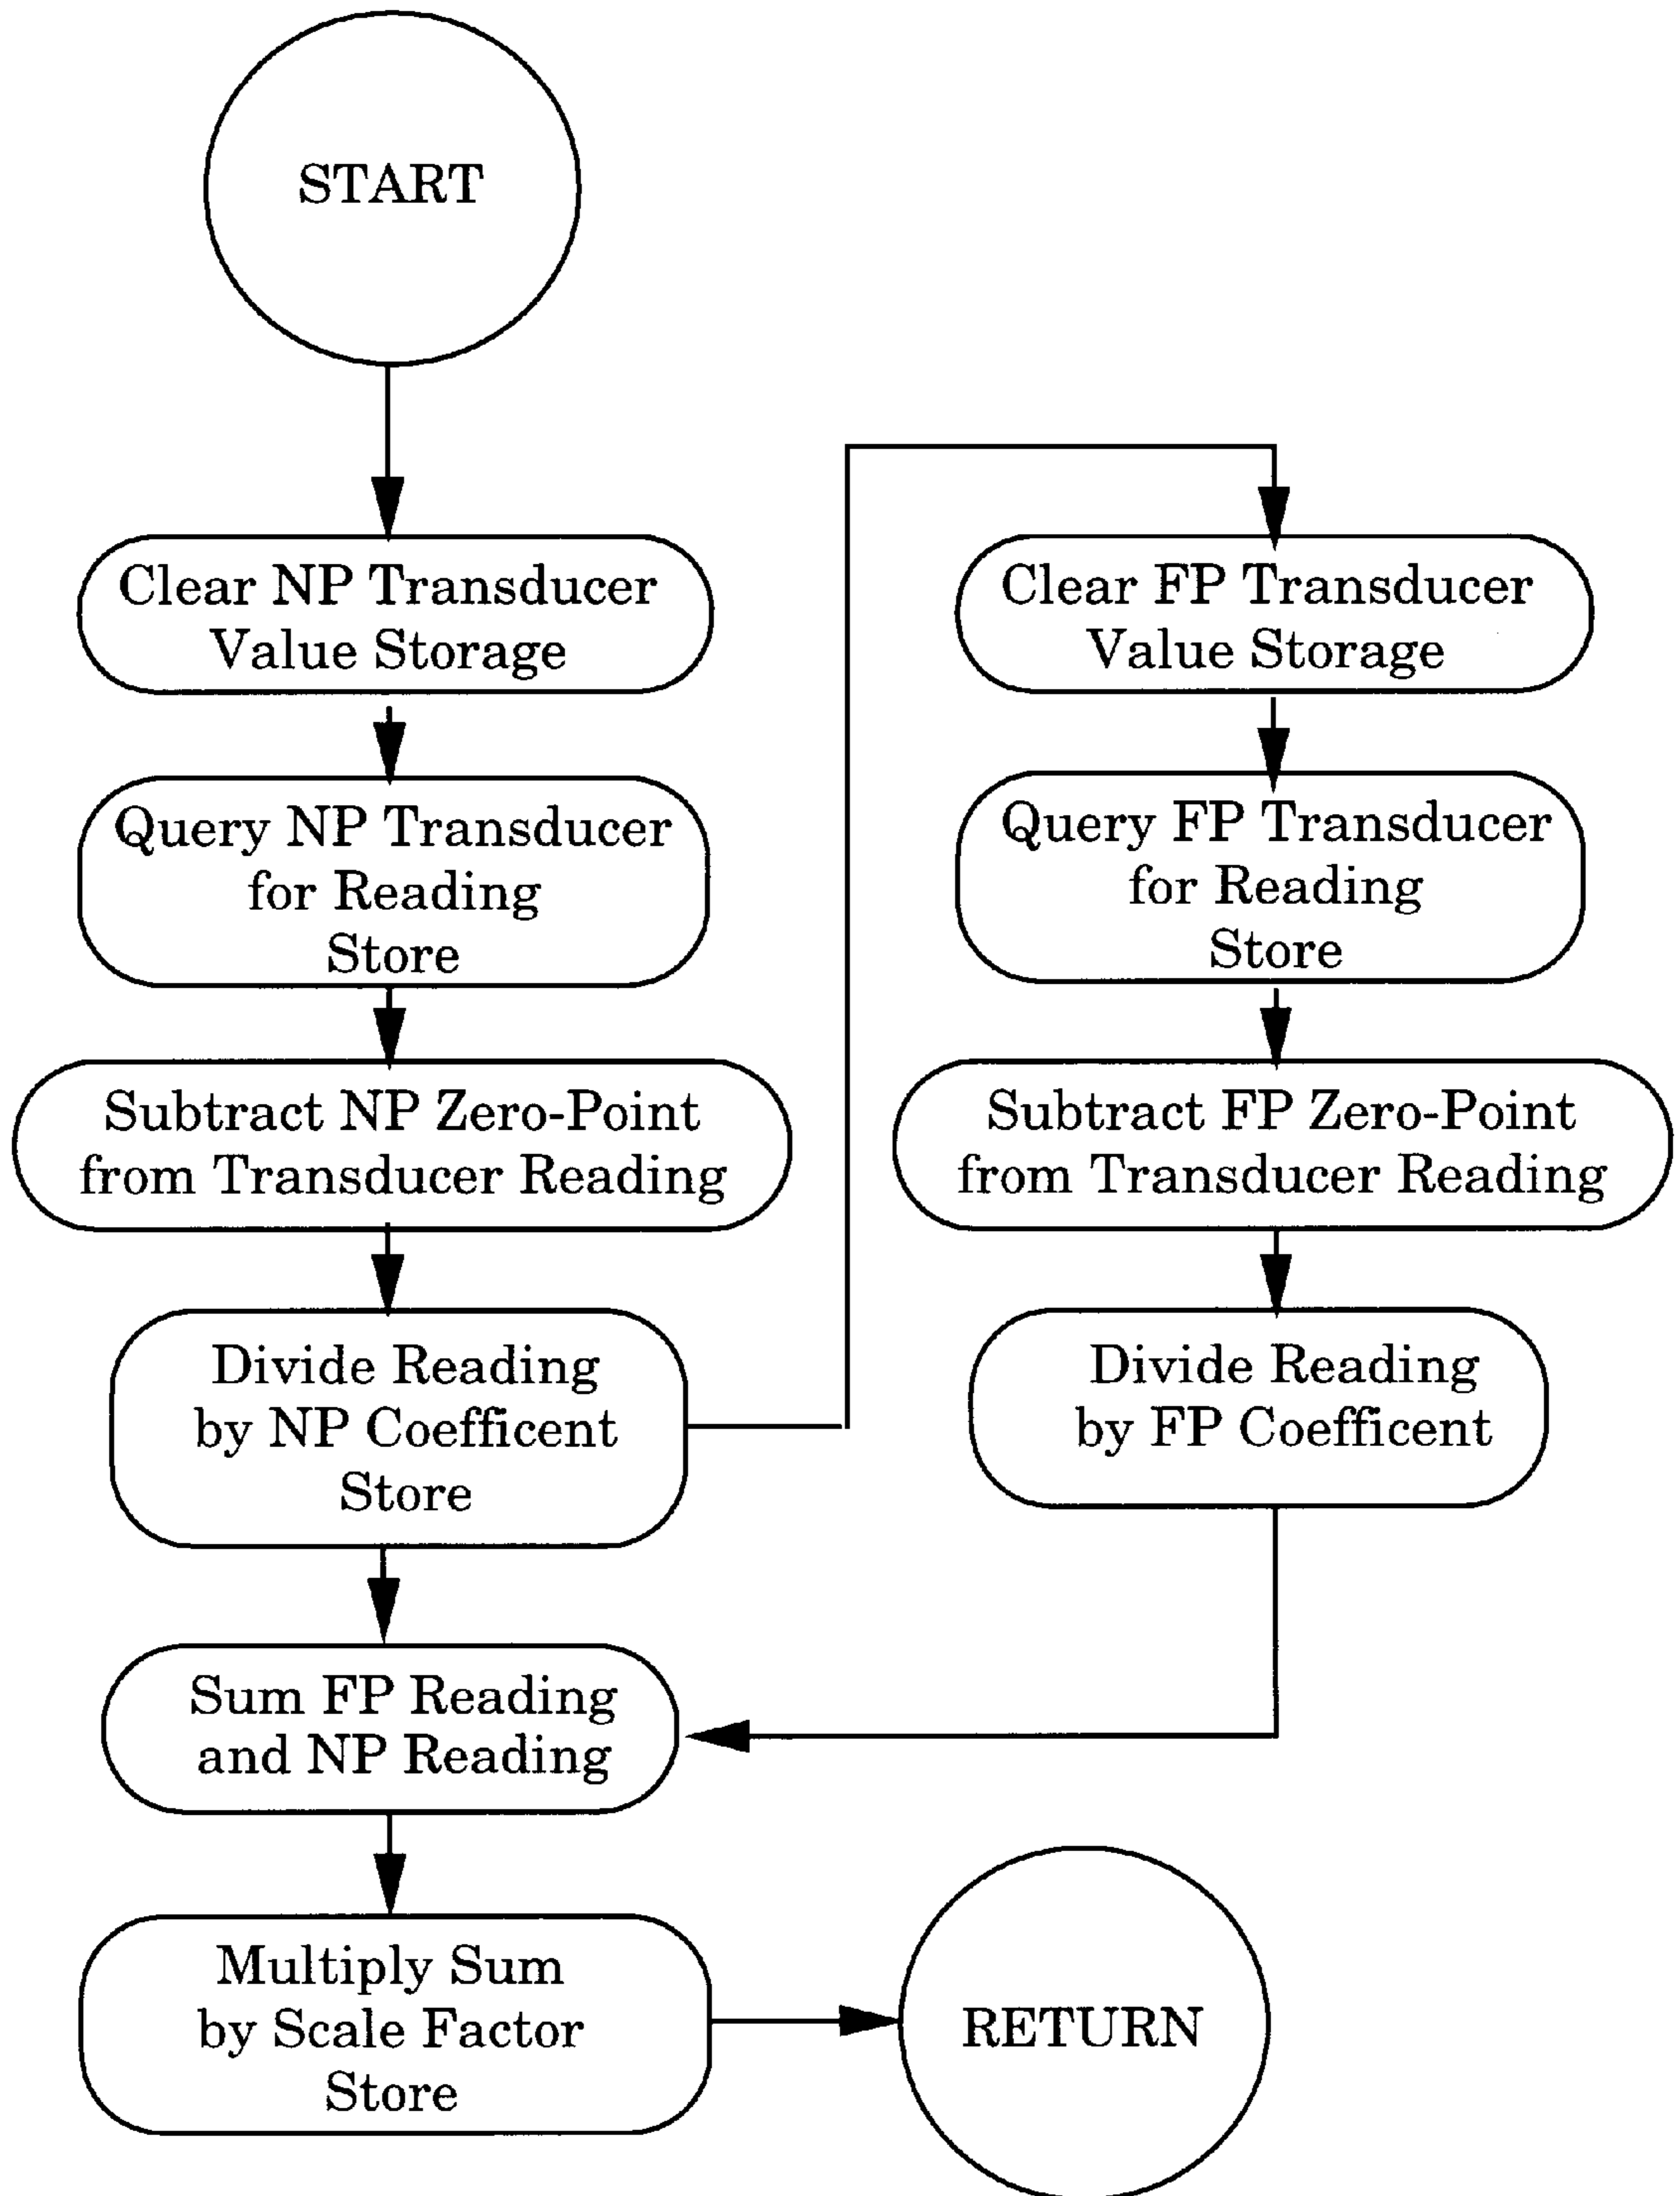 START
Clear NP Transducer
Value Storage
Query NP Transducer
for Reading
Store
Subtract NP Zero-Point
from Transducer Reading
Divide Reading
by NP Coefficent
Store
Clear FP Transducer
Value Storage
Query FP Transducer
for Reading
Store
Subtract FP Zero-Point
from Transducer Reading
Divide Reading
by FP Coefficent
Sum FP Reading
and NP Reading
Multiply Sum
by Scale Factor
Store
RETURN